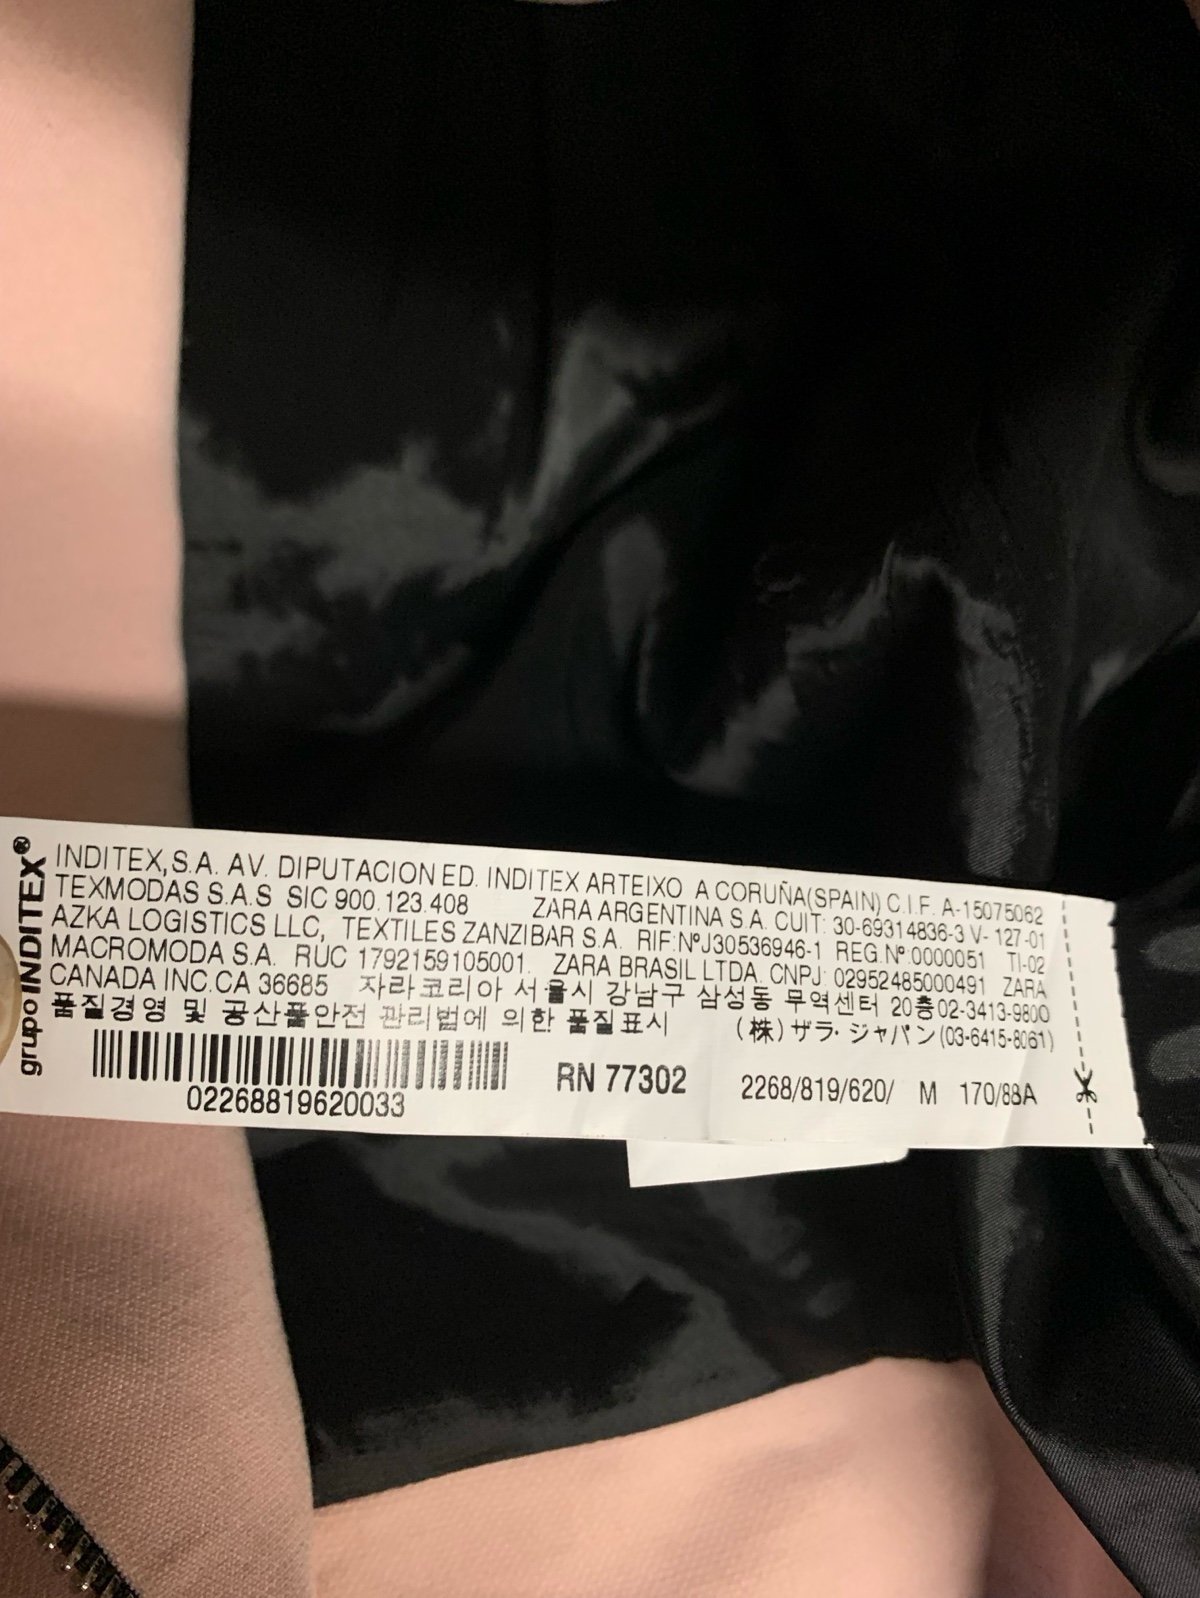 grupo INDITEX®
INDITEX,S.A. AV. DIPUTACION ED. INDITEX ARTEIXO A CORUÑA(SPAIN) C.I.F. A-15075062
TEXMODAS S.A.S SIC 900.123.408 ZARA ARGENTINA S.A. CUIT: 30-69314836-3 V- 127-01
AZKA LOGISTICS LLC, TEXTILES ZANZIBAR S.A. RIF:NºJ30536946-1 REG.Nº.0000051 TI-02
MACROMODA S.A. RUC 1792159105001. ZARA BRASIL LTDA. CNPJ: 02952485000491 ZARA
CANADA INC.CA 36685 자라코리아 서울시 강남구 삼성동 무역센터 20층02-3413-9800
품질경영 및 공산품안전 관리법에 의한 품질표시 (株)ザラ・ジャパン(03-6415-8061)
02268819620033 RN 77302 2268/819/620/ M 170/88A